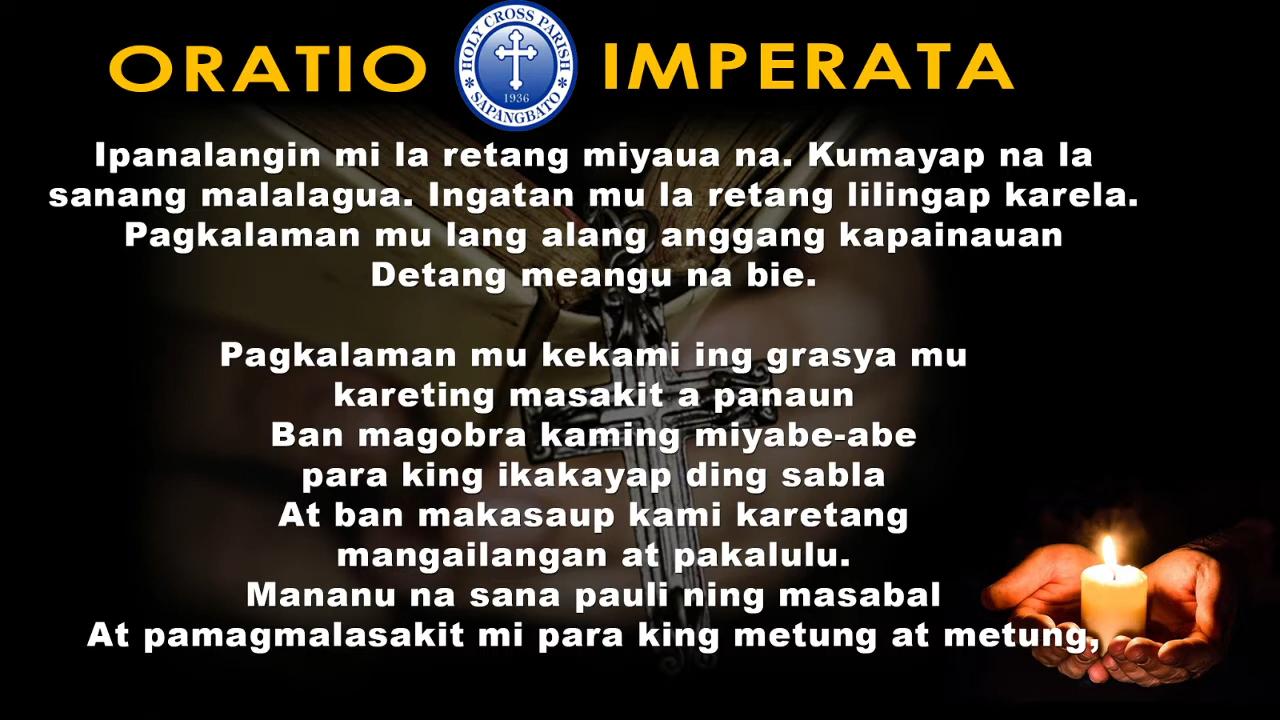 ORATIO IMPERATA
HOLY CROSS PARISH
1936
SAPANGBATO
Ipanalangin mi la retang miyaua na. Kumayap na la
sanang malalagua. Ingatan mu la retang lilingap karela.
Pagkalaman mu lang alang anggang kapainauan
Detang meangu na bie.
Pagkalaman mu kekami ing grasya mu
kareting masakit a panaun
Ban magobra kaming miyabe-abe
para king ikakayap ding sabla
At ban makasaup kami karetang
mangailangan at pakalulu.
Mananu na sana pauli ning masabal
At pamagmalasakit mi para king metung at metung,